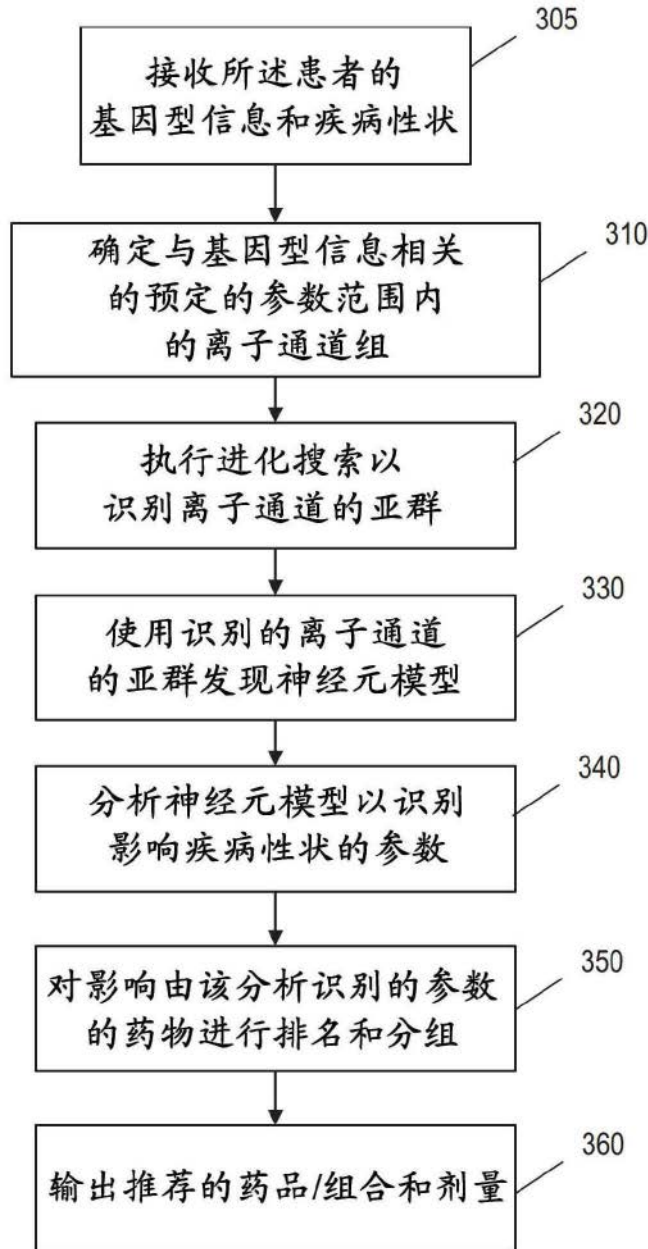 305
接收所述患者的
基因型信息和疾病性状
310
确定与基因型信息相关
的预定的参数范围内
的离子通道组
320
执行进化搜索以
识别离子通道的亚群
330
使用识别的离子通道
的亚群发现神经元模型
340
分析神经元模型以识别
影响疾病性状的参数
350
对影响由该分析识别的参数
的药物进行排名和分组
360
输出推荐的药品/组合和剂量